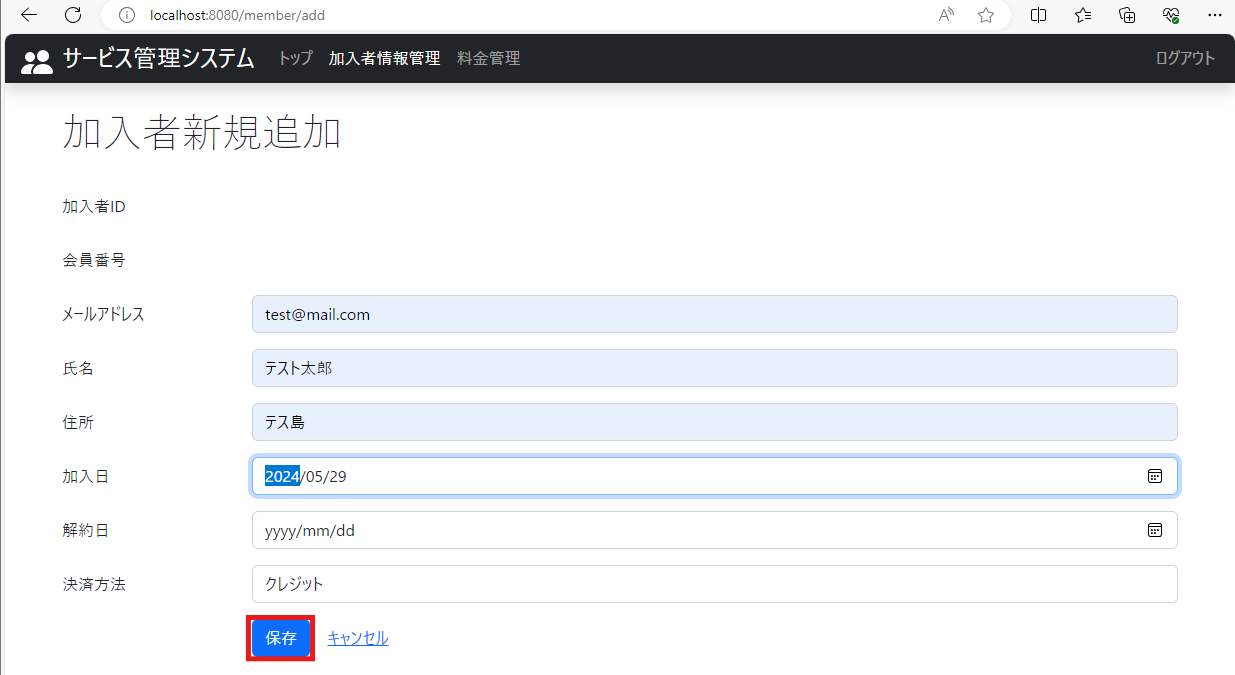 localhost:8080/member/add
サービス管理システム トップ 加入者情報管理 料金管理 ログアウト
加入者新規追加
加入者ID
会員番号
メールアドレス test@mail.com
氏名 テスト太郎
住所 テス島
加入日 2024/05/29
解約日 yyyy/mm/dd
決済方法 クレジット
保存 キャンセル